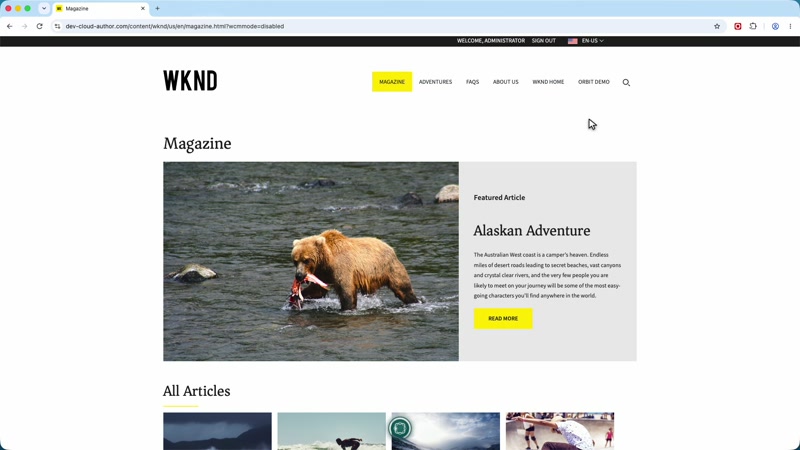 Magazine
dev-cloud-author.com/content/wknd/us/en/magazine.html?wcmmode=disabled
WELCOME, ADMINISTRATOR SIGN OUT EN-US
WKND
MAGAZINE ADVENTURES FAQS ABOUT US WKND HOME ORBIT DEMO
Magazine
Featured Article
Alaskan Adventure
The Australian West coast is a camper's heaven. Endless
miles of desert roads leading to secret beaches, vast canyons
and crystal clear rivers, and the very few people you are
likely to meet on your journey will be some of the most easy-
going characters you'll find anywhere in the world.
READ MORE
All Articles